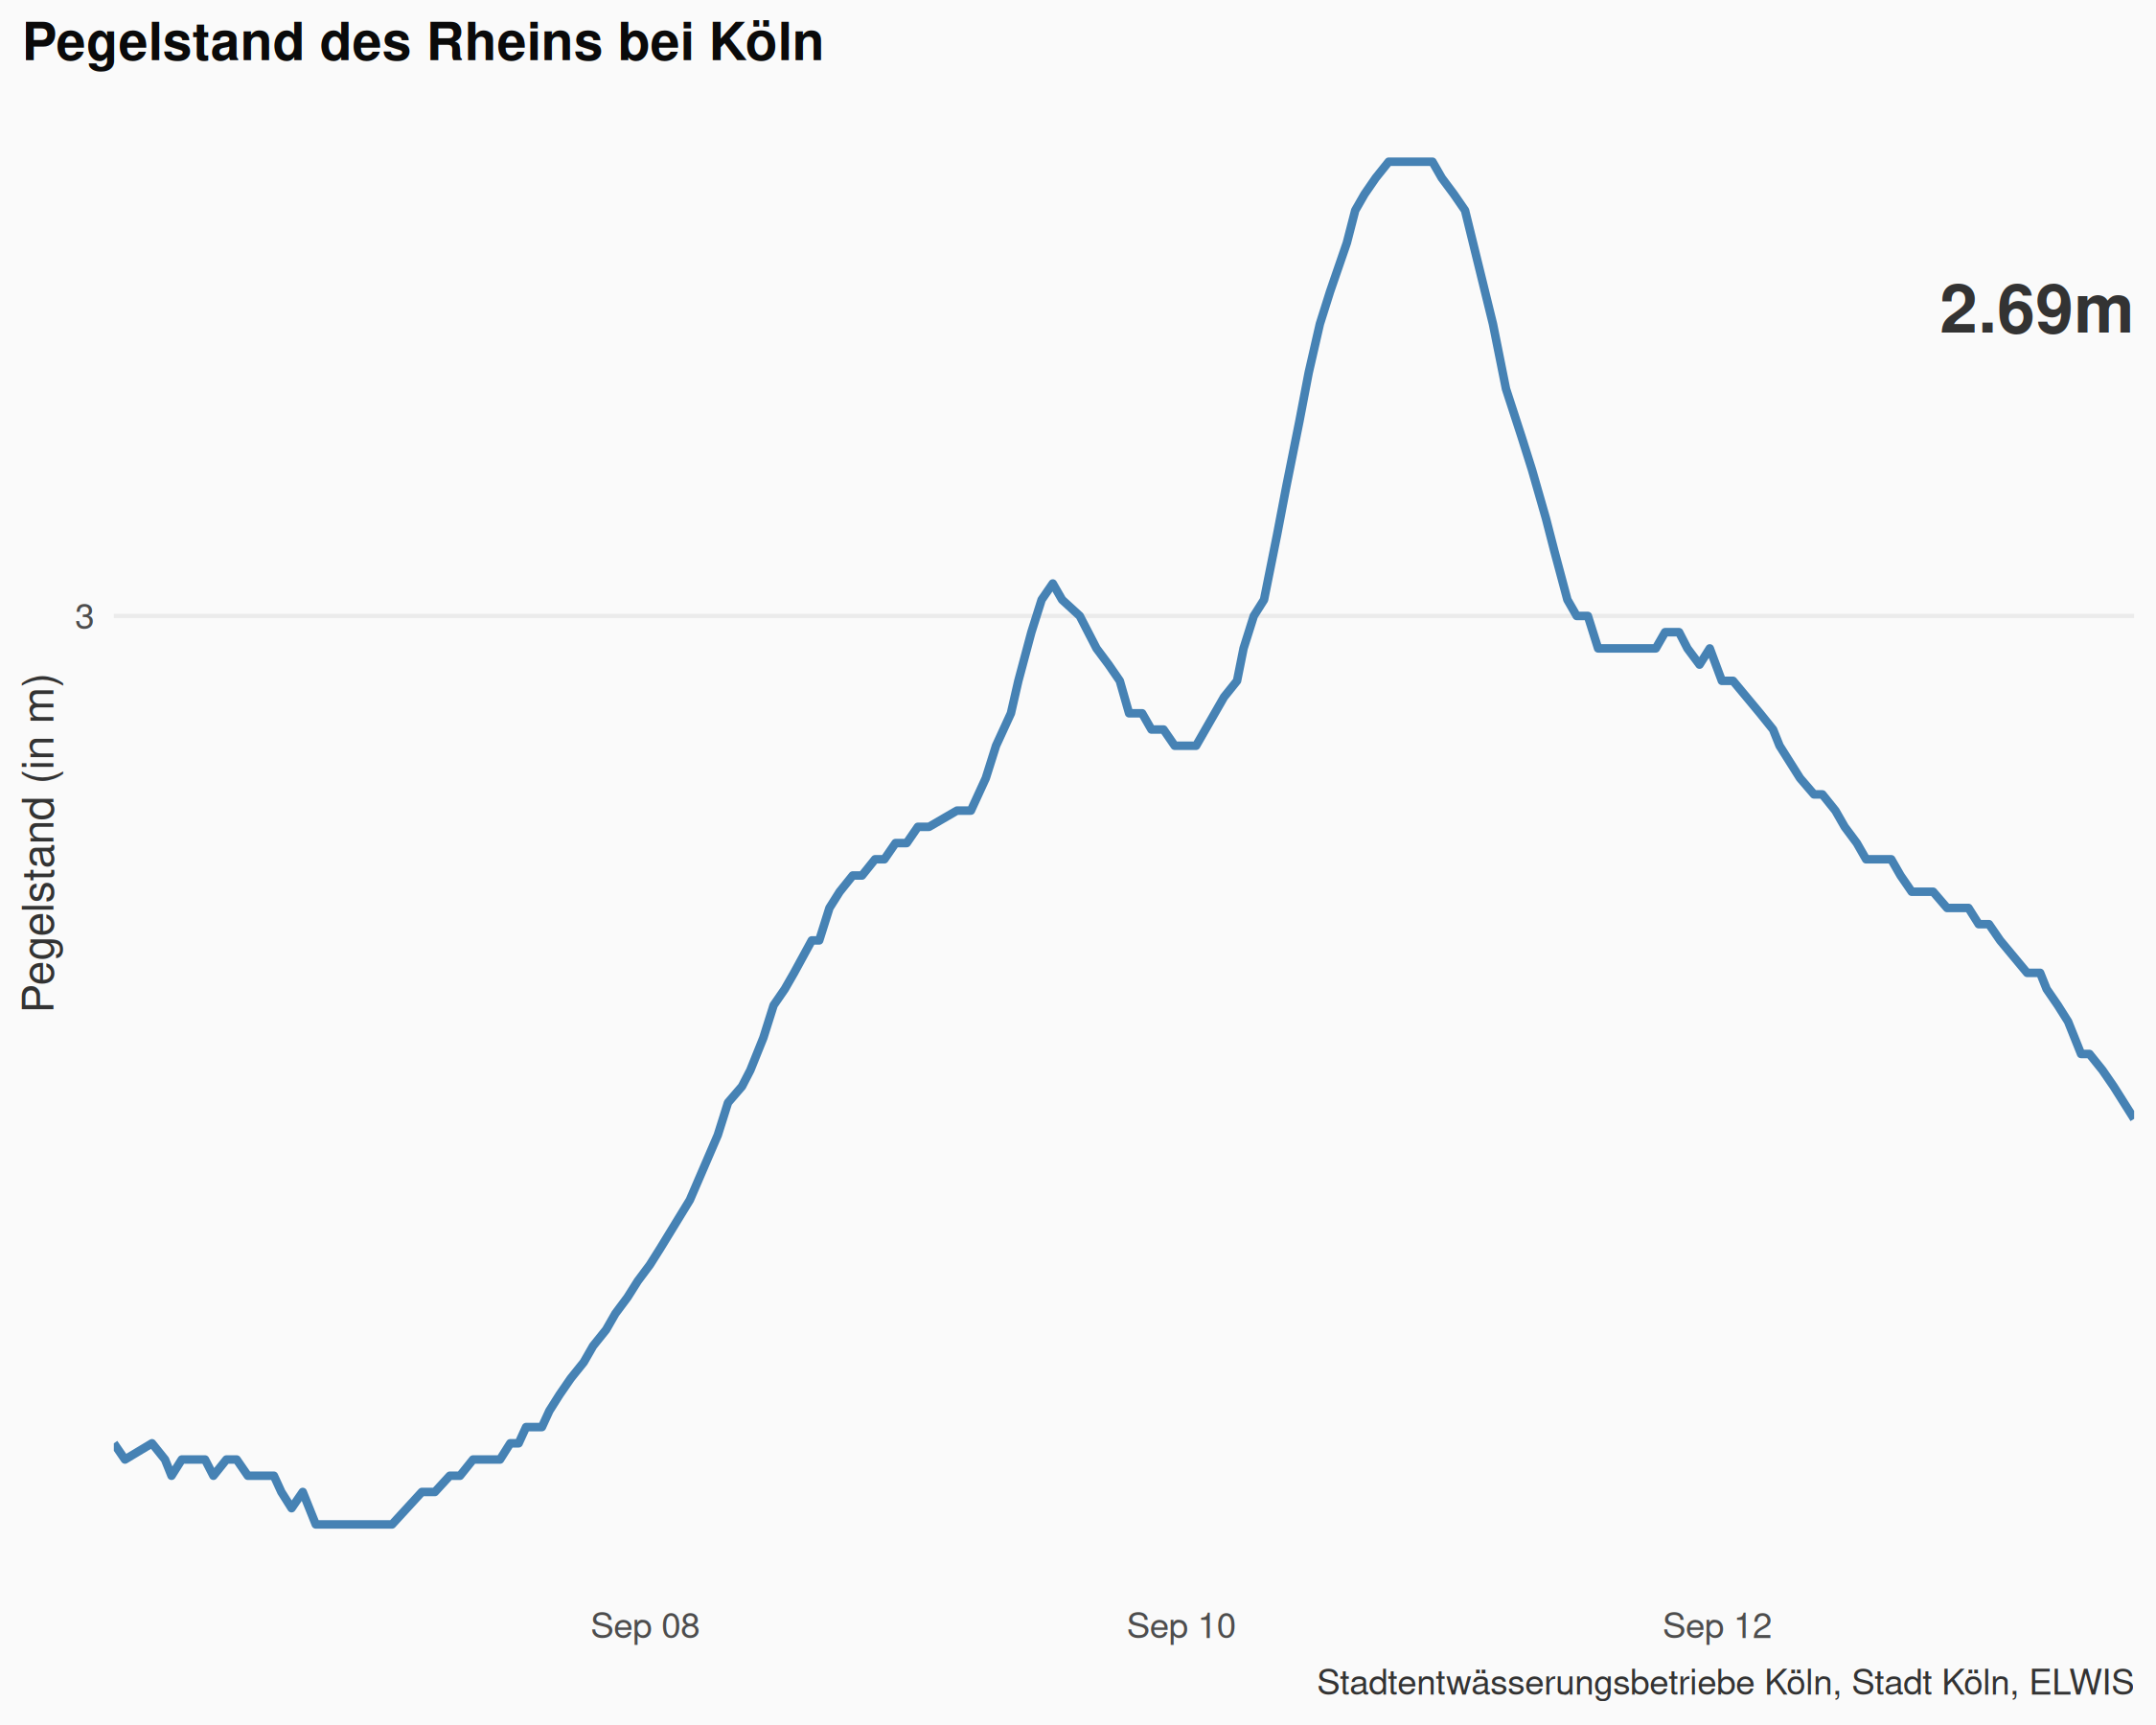 Pegelstand des Rheins bei Köln
2.69m
3
Pegelstand (in m)
Sep 08
Sep 10
Sep 12
Stadtentwässerungsbetriebe Köln, Stadt Köln, ELWIS